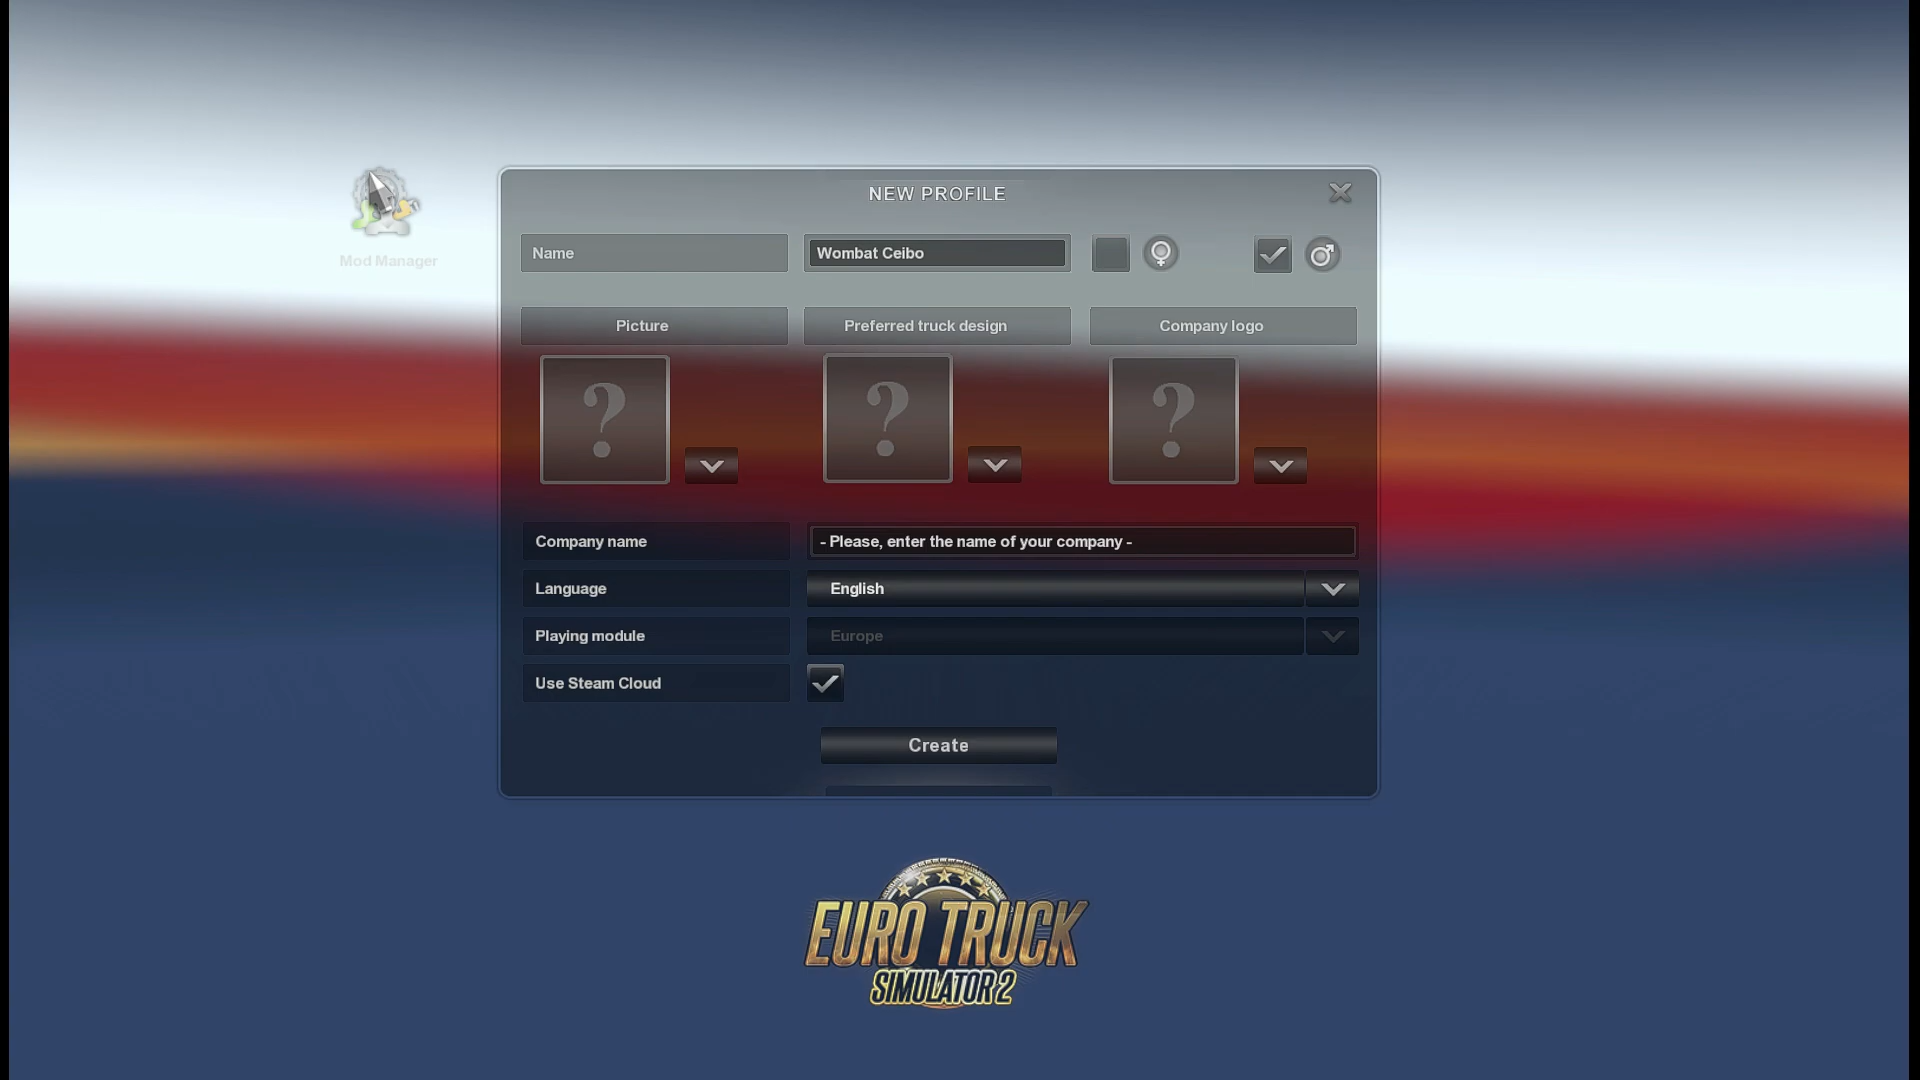 NEW PROFILE
Name
Wombat Ceibo
Mod Manager
Picture
Preferred truck design
Company logo
?
?
?
Company name
- Please, enter the name of your company -
Language
English
Playing module
Europe
Use Steam Cloud
Create
EURO TRUCK
SIMULATOR 2